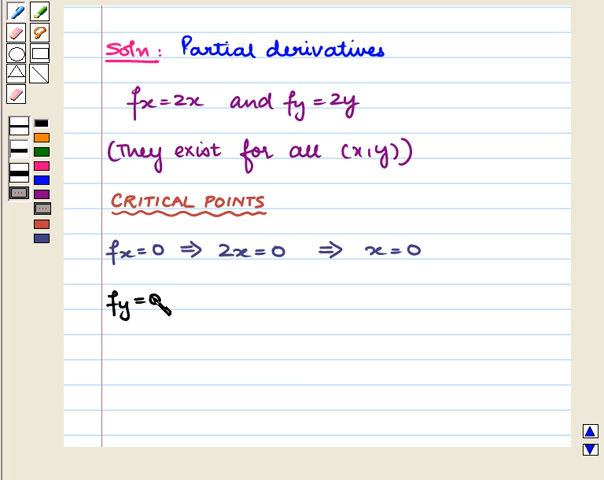 Soln: Partial derivatives
fx=2x and fy=2y
(They exist for all (x,y))
CRITICAL POINTS
fx=0 ⇒ 2x=0 ⇒ x=0
fy=0